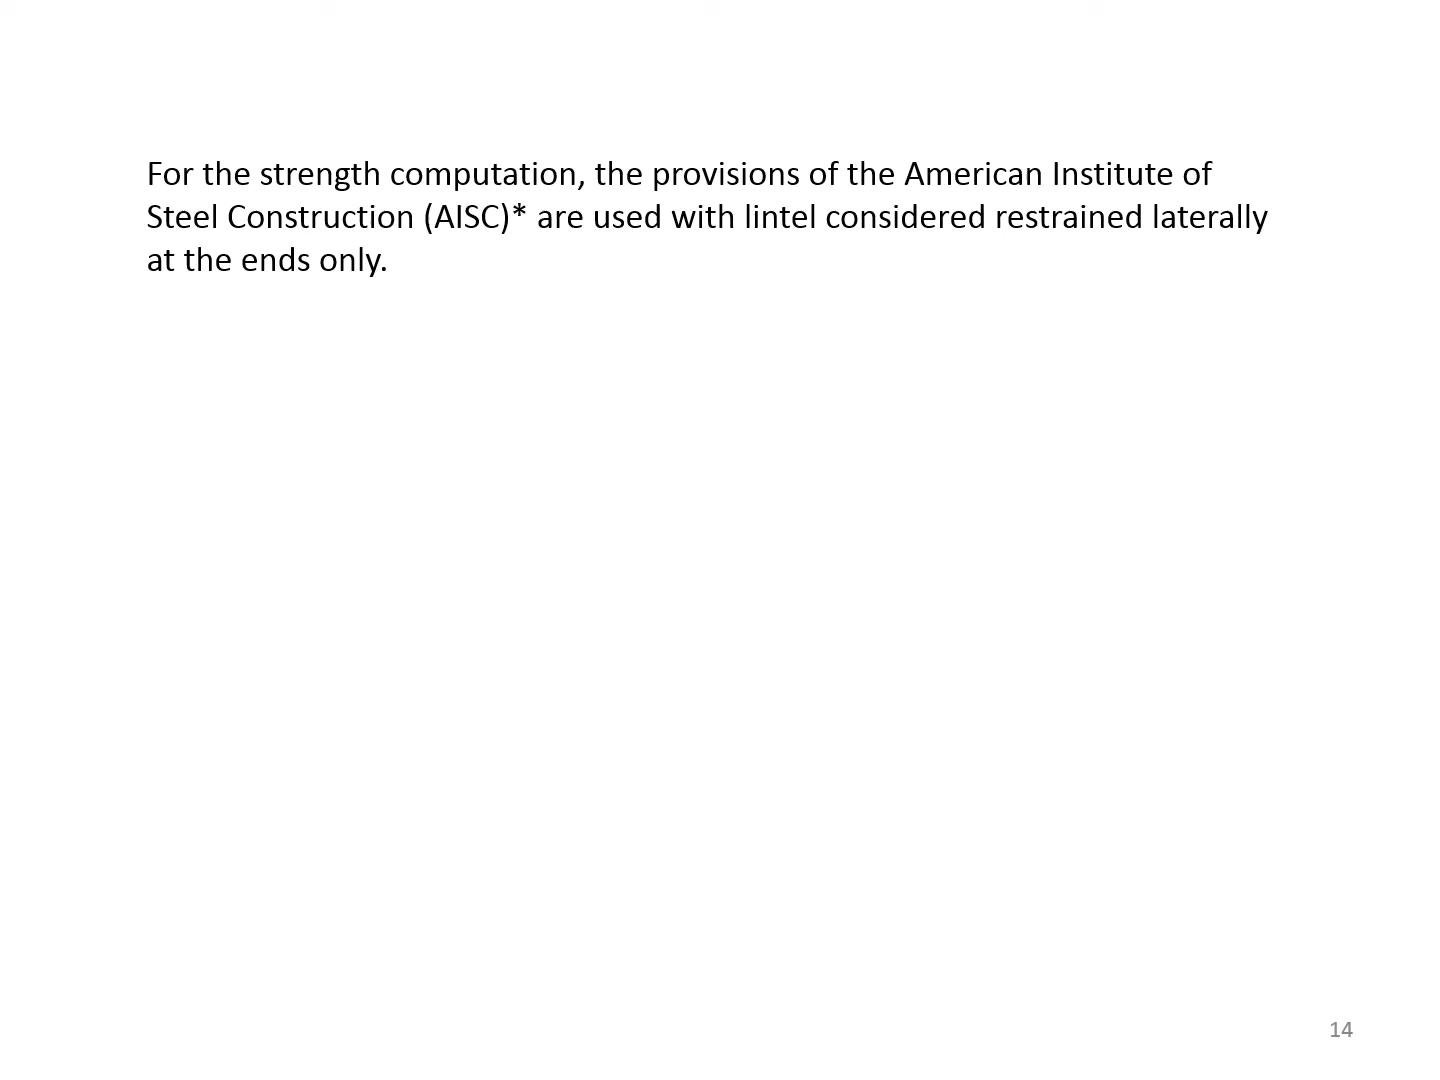 For the strength computation, the provisions of the American Institute of
Steel Construction (AISC)* are used with lintel considered restrained laterally
at the ends only.
14